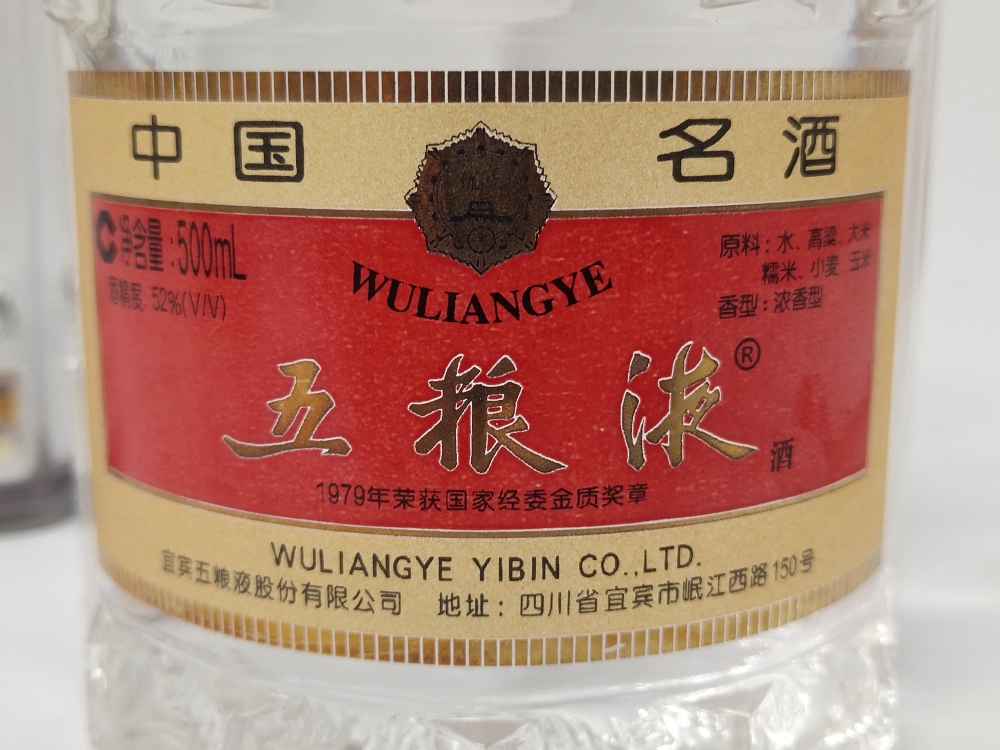 中国 名酒
净含量:500mL
酒精度:52%(V/V)
原料:水、高粱、大米
糯米、小麦、玉米
香型:浓香型
WULIANGYE
五粮液®
酒
1979年荣获国家经委金质奖章
WULIANGYE YIBIN CO.,LTD.
宜宾五粮液股份有限公司 地址:四川省宜宾市岷江西路150号